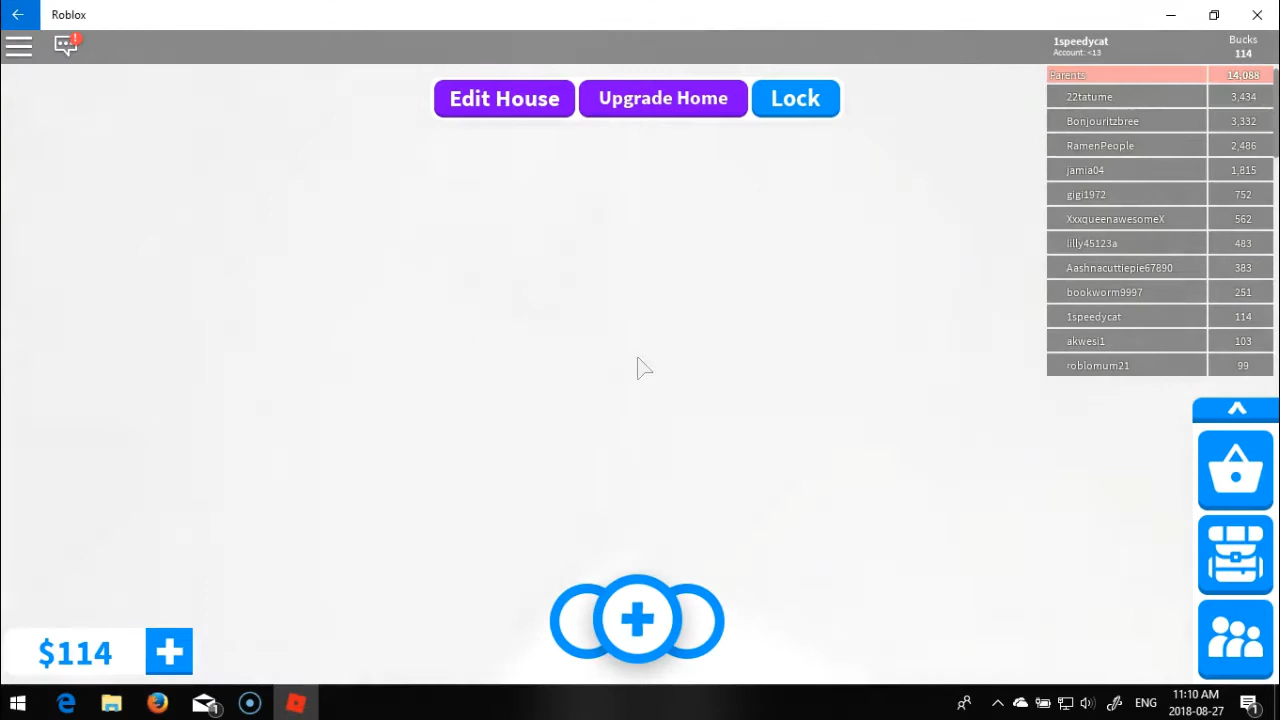 Roblox
1speedycat
Account: <13
Bucks
114
Edit House
Upgrade Home
Lock
Parents 14,088
22tatume 3,434
Bonjouritzbree 3,332
RamenPeople 2,486
jamia04 1,815
gigi1972 752
XxxqueenawesomeX 562
lilly45123a 483
Aashnacuttiepie67890 383
bookworm9997 251
1speedycat 114
akwesi1 103
roblomum21 99
$114
1
ENG
11:10 AM
2018-08-27
1